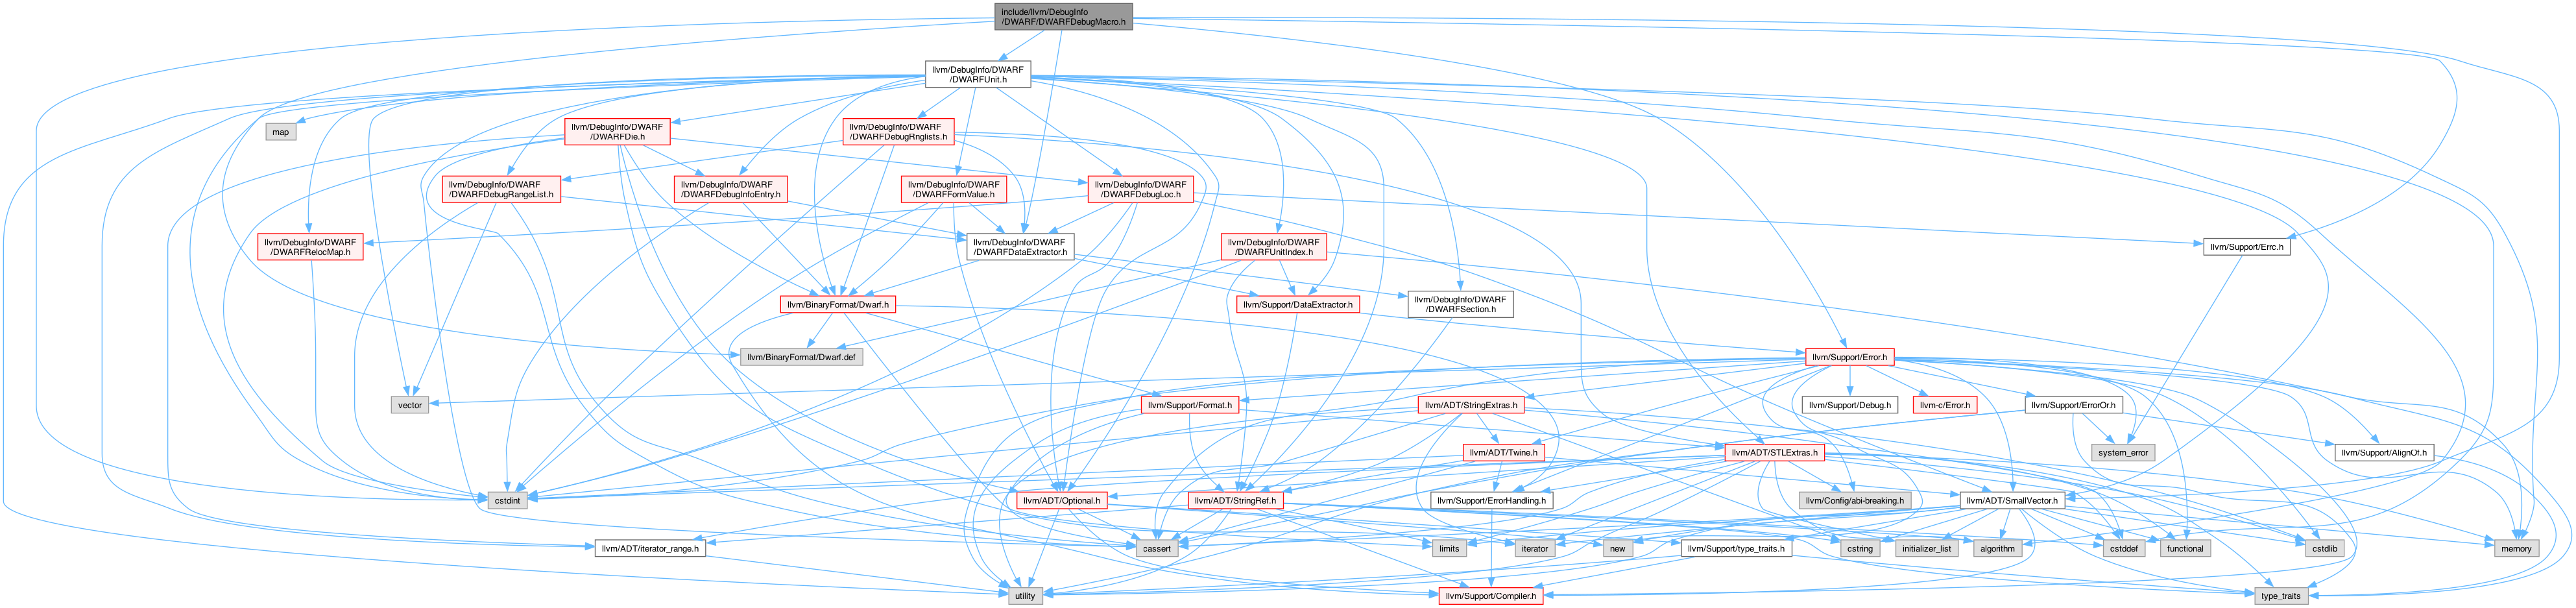 include/llvm/DebugInfo
/DWARF/DWARFDebugMacro.h
llvm/DebugInfo/DWARF
/DWARFUnit.h
map
llvm/DebugInfo/DWARF
/DWARFDie.h
llvm/DebugInfo/DWARF
/DWARFDebugRnglists.h
llvm/DebugInfo/DWARF
/DWARFDebugRangeList.h
llvm/DebugInfo/DWARF
/DWARFDebugInfoEntry.h
llvm/DebugInfo/DWARF
/DWARFFormValue.h
llvm/DebugInfo/DWARF
/DWARFDebugLoc.h
llvm/DebugInfo/DWARF
/DWARFRelocMap.h
llvm/DebugInfo/DWARF
/DWARFDataExtractor.h
llvm/DebugInfo/DWARF
/DWARFUnitIndex.h
llvm/Support/Errc.h
llvm/BinaryFormat/Dwarf.h
llvm/Support/DataExtractor.h
llvm/DebugInfo/DWARF
/DWARFSection.h
llvm/BinaryFormat/Dwarf.def
llvm/Support/Error.h
vector
llvm/Support/Format.h
llvm/ADT/StringExtras.h
llvm/Support/Debug.h
llvm-c/Error.h
llvm/Support/ErrorOr.h
system_error
llvm/ADT/Twine.h
llvm/ADT/STLExtras.h
llvm/Support/AlignOf.h
cstdint
llvm/ADT/Optional.h
llvm/ADT/StringRef.h
llvm/Support/ErrorHandling.h
llvm/Config/abi-breaking.h
llvm/ADT/SmallVector.h
llvm/ADT/iterator_range.h
cassert
limits
iterator
new
llvm/Support/type_traits.h
cstring
initializer_list
algorithm
cstddef
functional
cstdlib
memory
utility
llvm/Support/Compiler.h
type_traits